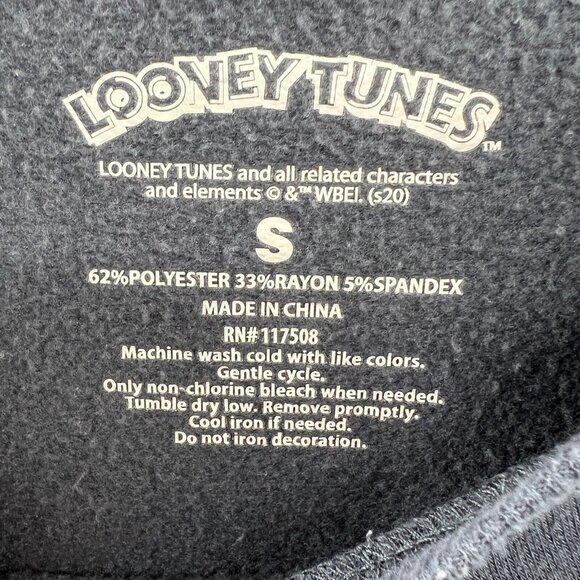 LOONEY TUNES™
LOONEY TUNES and all related characters
and elements © &™ WBEI. (s20)
S
62%POLYESTER 33%RAYON 5%SPANDEX
MADE IN CHINA
RN#117508
Machine wash cold with like colors.
Gentle cycle.
Only non-chlorine bleach when needed.
Tumble dry low. Remove promptly.
Cool iron if needed.
Do not iron decoration.